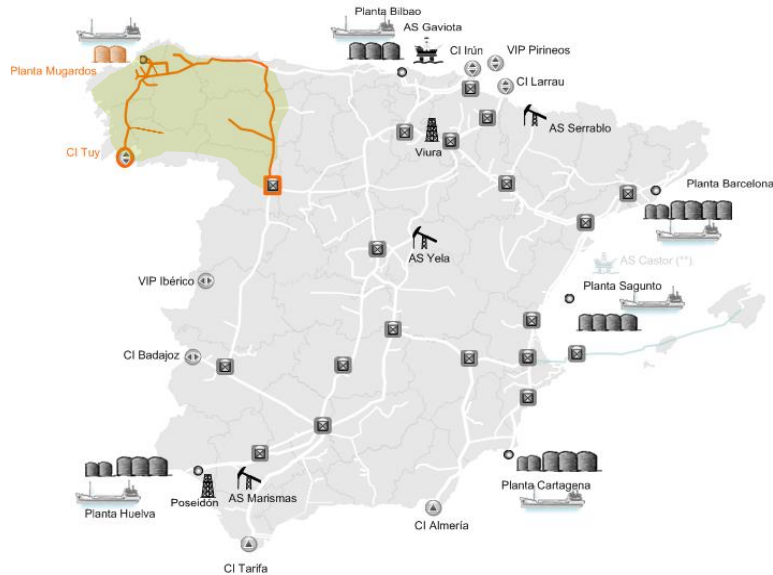 Planta Bilbao
AS Gaviota
CI Irún
VIP Pirineos
Planta Mugardos
CI Larrau
AS Serrablo
Viura
CI Tuy
Planta Barcelona
AS Yela
AS Castor (**)
VIP Ibérico
Planta Sagunto
CI Badajoz
Planta Huelva
Poseidón
AS Marismas
Planta Cartagena
CI Almería
CI Tarifa